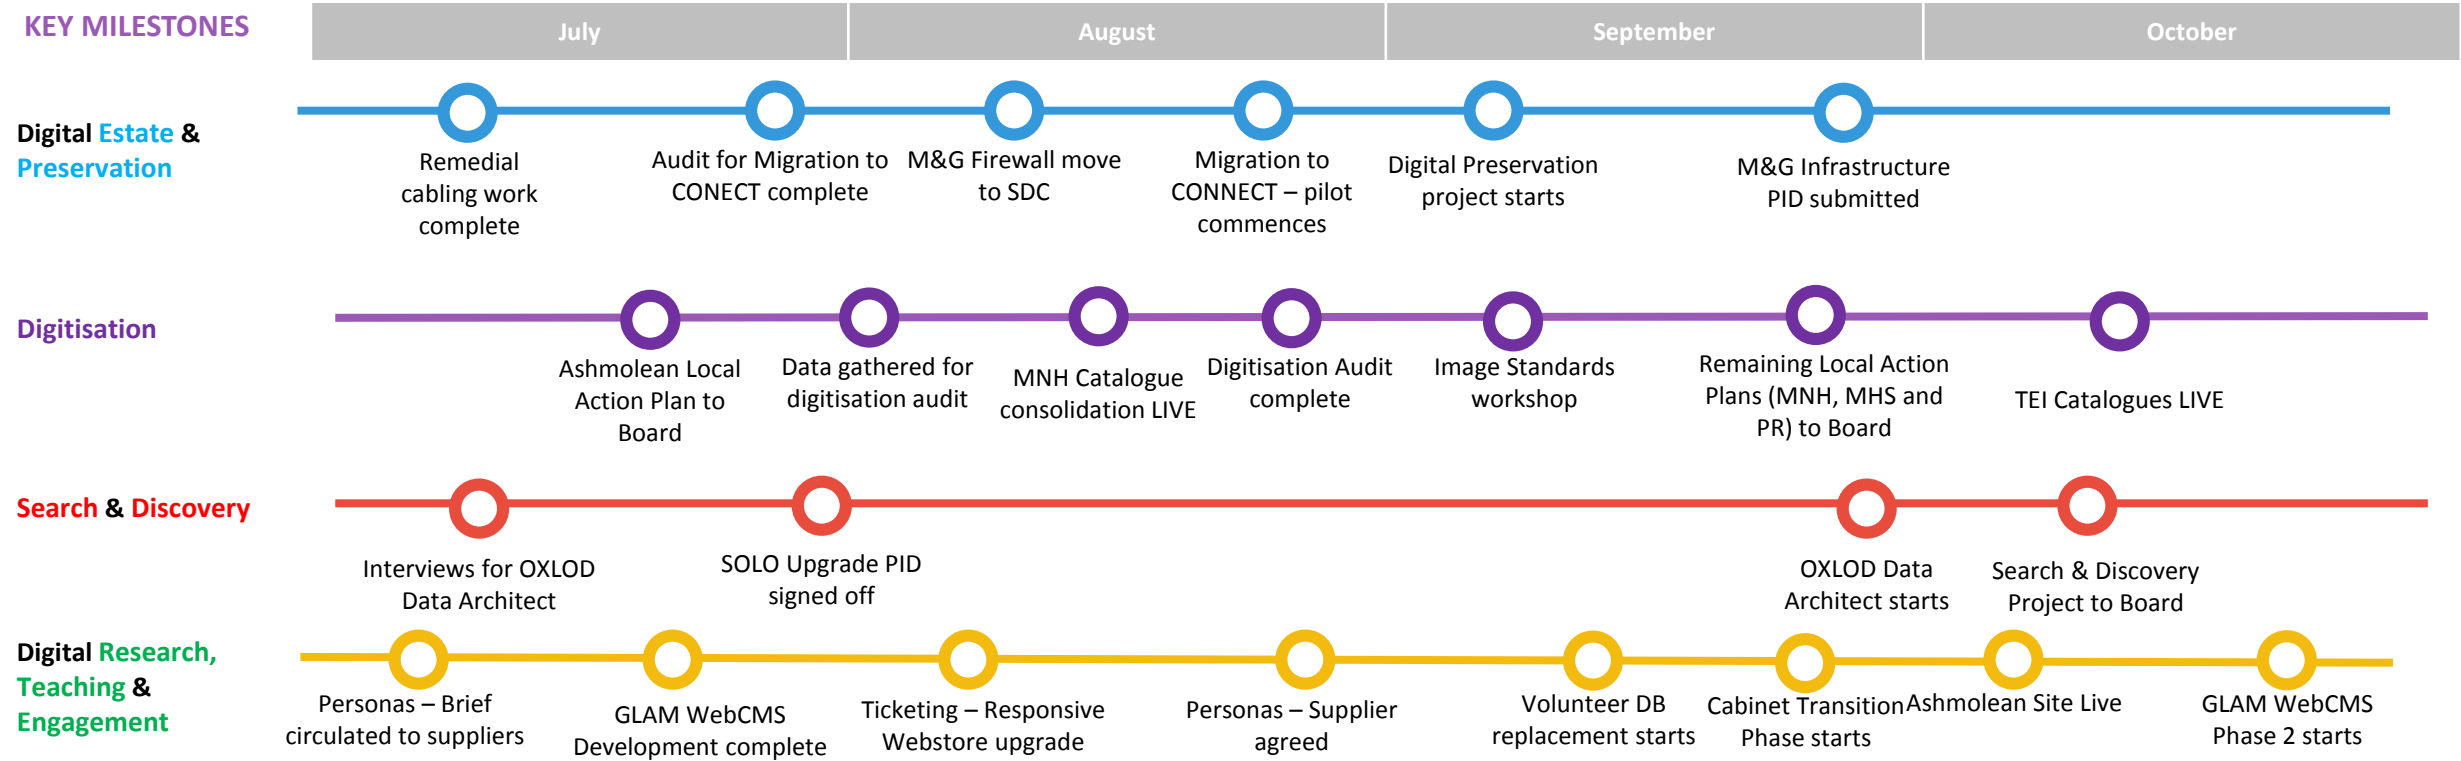 KEY MILESTONES
July
August
September
October
Digital Estate &
Preservation
Remedial
cabling work
complete
Audit for Migration to
CONECT complete
M&G Firewall move
to SDC
Migration to
CONNECT – pilot
commences
Digital Preservation
project starts
M&G Infrastructure
PID submitted
Digitisation
Ashmolean Local
Action Plan to
Board
Data gathered for
digitisation audit
MNH Catalogue
consolidation LIVE
Digitisation Audit
complete
Image Standards
workshop
Remaining Local Action
Plans (MNH, MHS and
PR) to Board
TEI Catalogues LIVE
Search & Discovery
Interviews for OXLOD
Data Architect
SOLO Upgrade PID
signed off
OXLOD Data
Architect starts
Search & Discovery
Project to Board
Digital Research,
Teaching &
Engagement
Personas – Brief
circulated to suppliers
GLAM WebCMS
Development complete
Ticketing – Responsive
Webstore upgrade
Personas – Supplier
agreed
Volunteer DB
replacement starts
Cabinet Transition
Phase starts
Ashmolean Site Live
GLAM WebCMS
Phase 2 starts